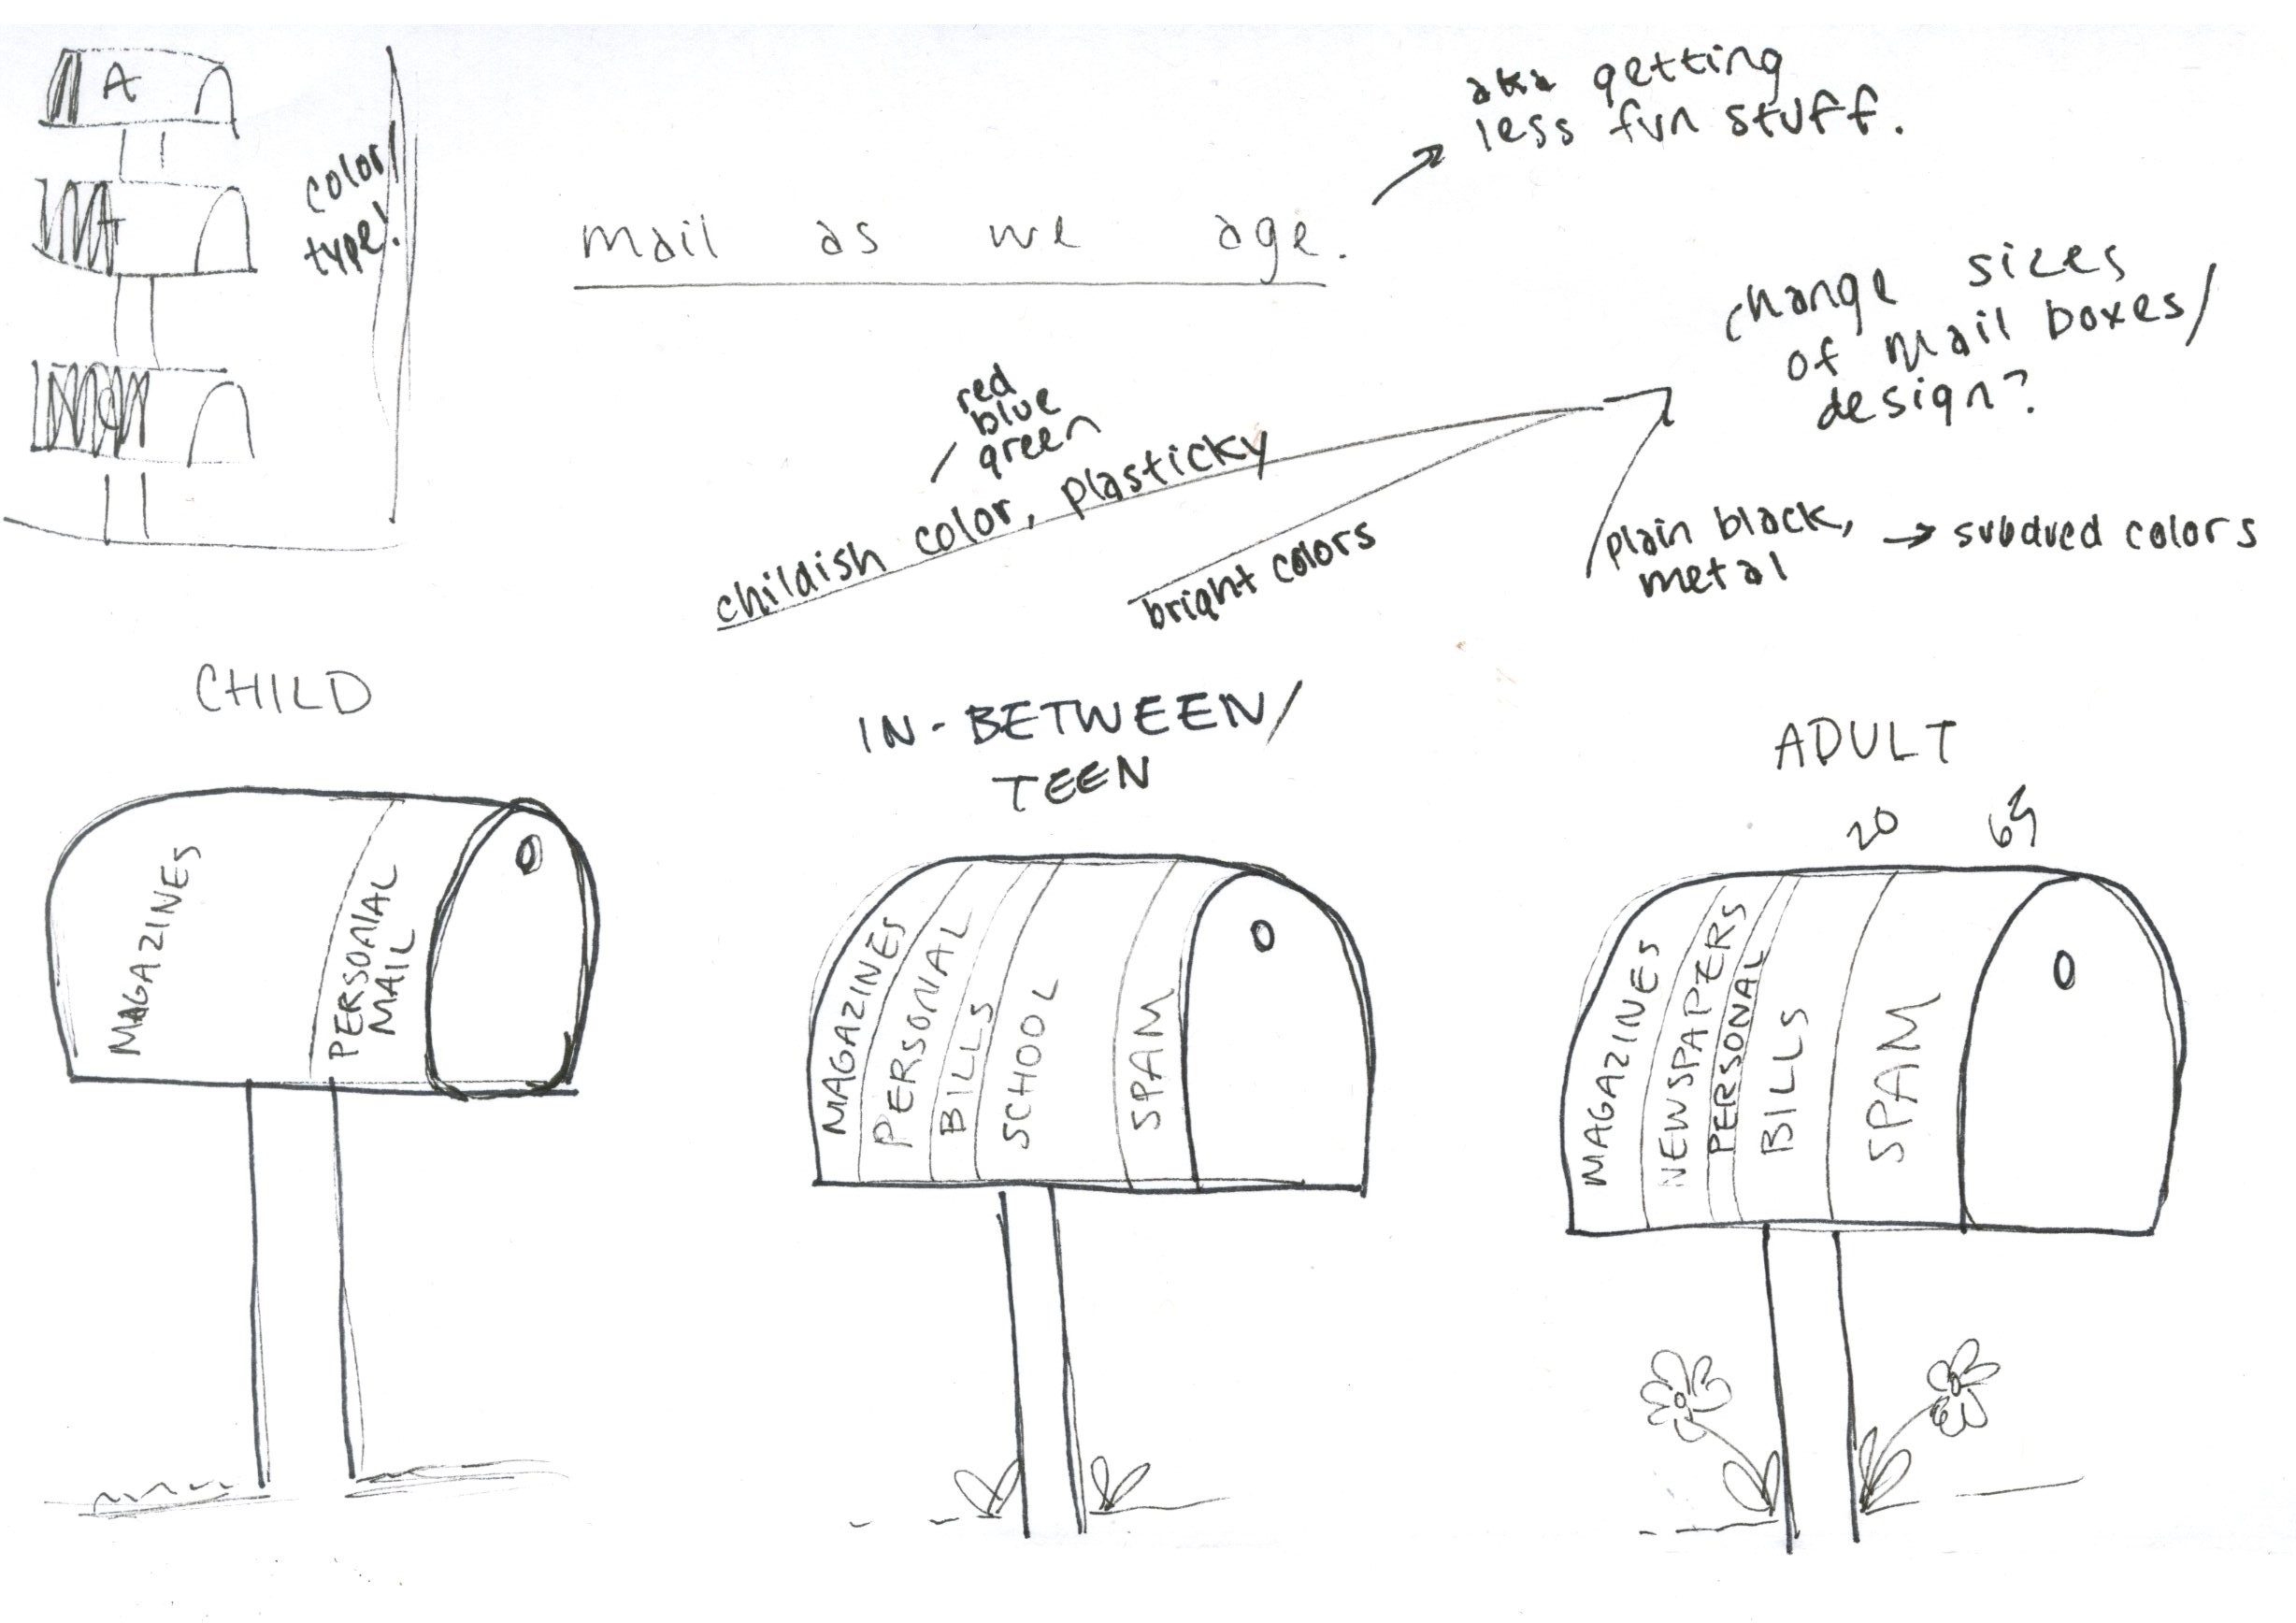 A
color/
type!
mail as we age.
aka getting
less fun stuff.
change sizes
of mail boxes/
design?
red
blue
green
childish color, plasticky
bright colors
plain black, → subdued colors
metal
CHILD
MAGAZINES
PERSONAL
MAIL
IN-BETWEEN/
TEEN
MAGAZINES
PERSONAL
BILLS
SCHOOL
SPAM
ADULT
20
MAGAZINES
NEWSPAPERS
PERSONAL
BILLS
SPAM